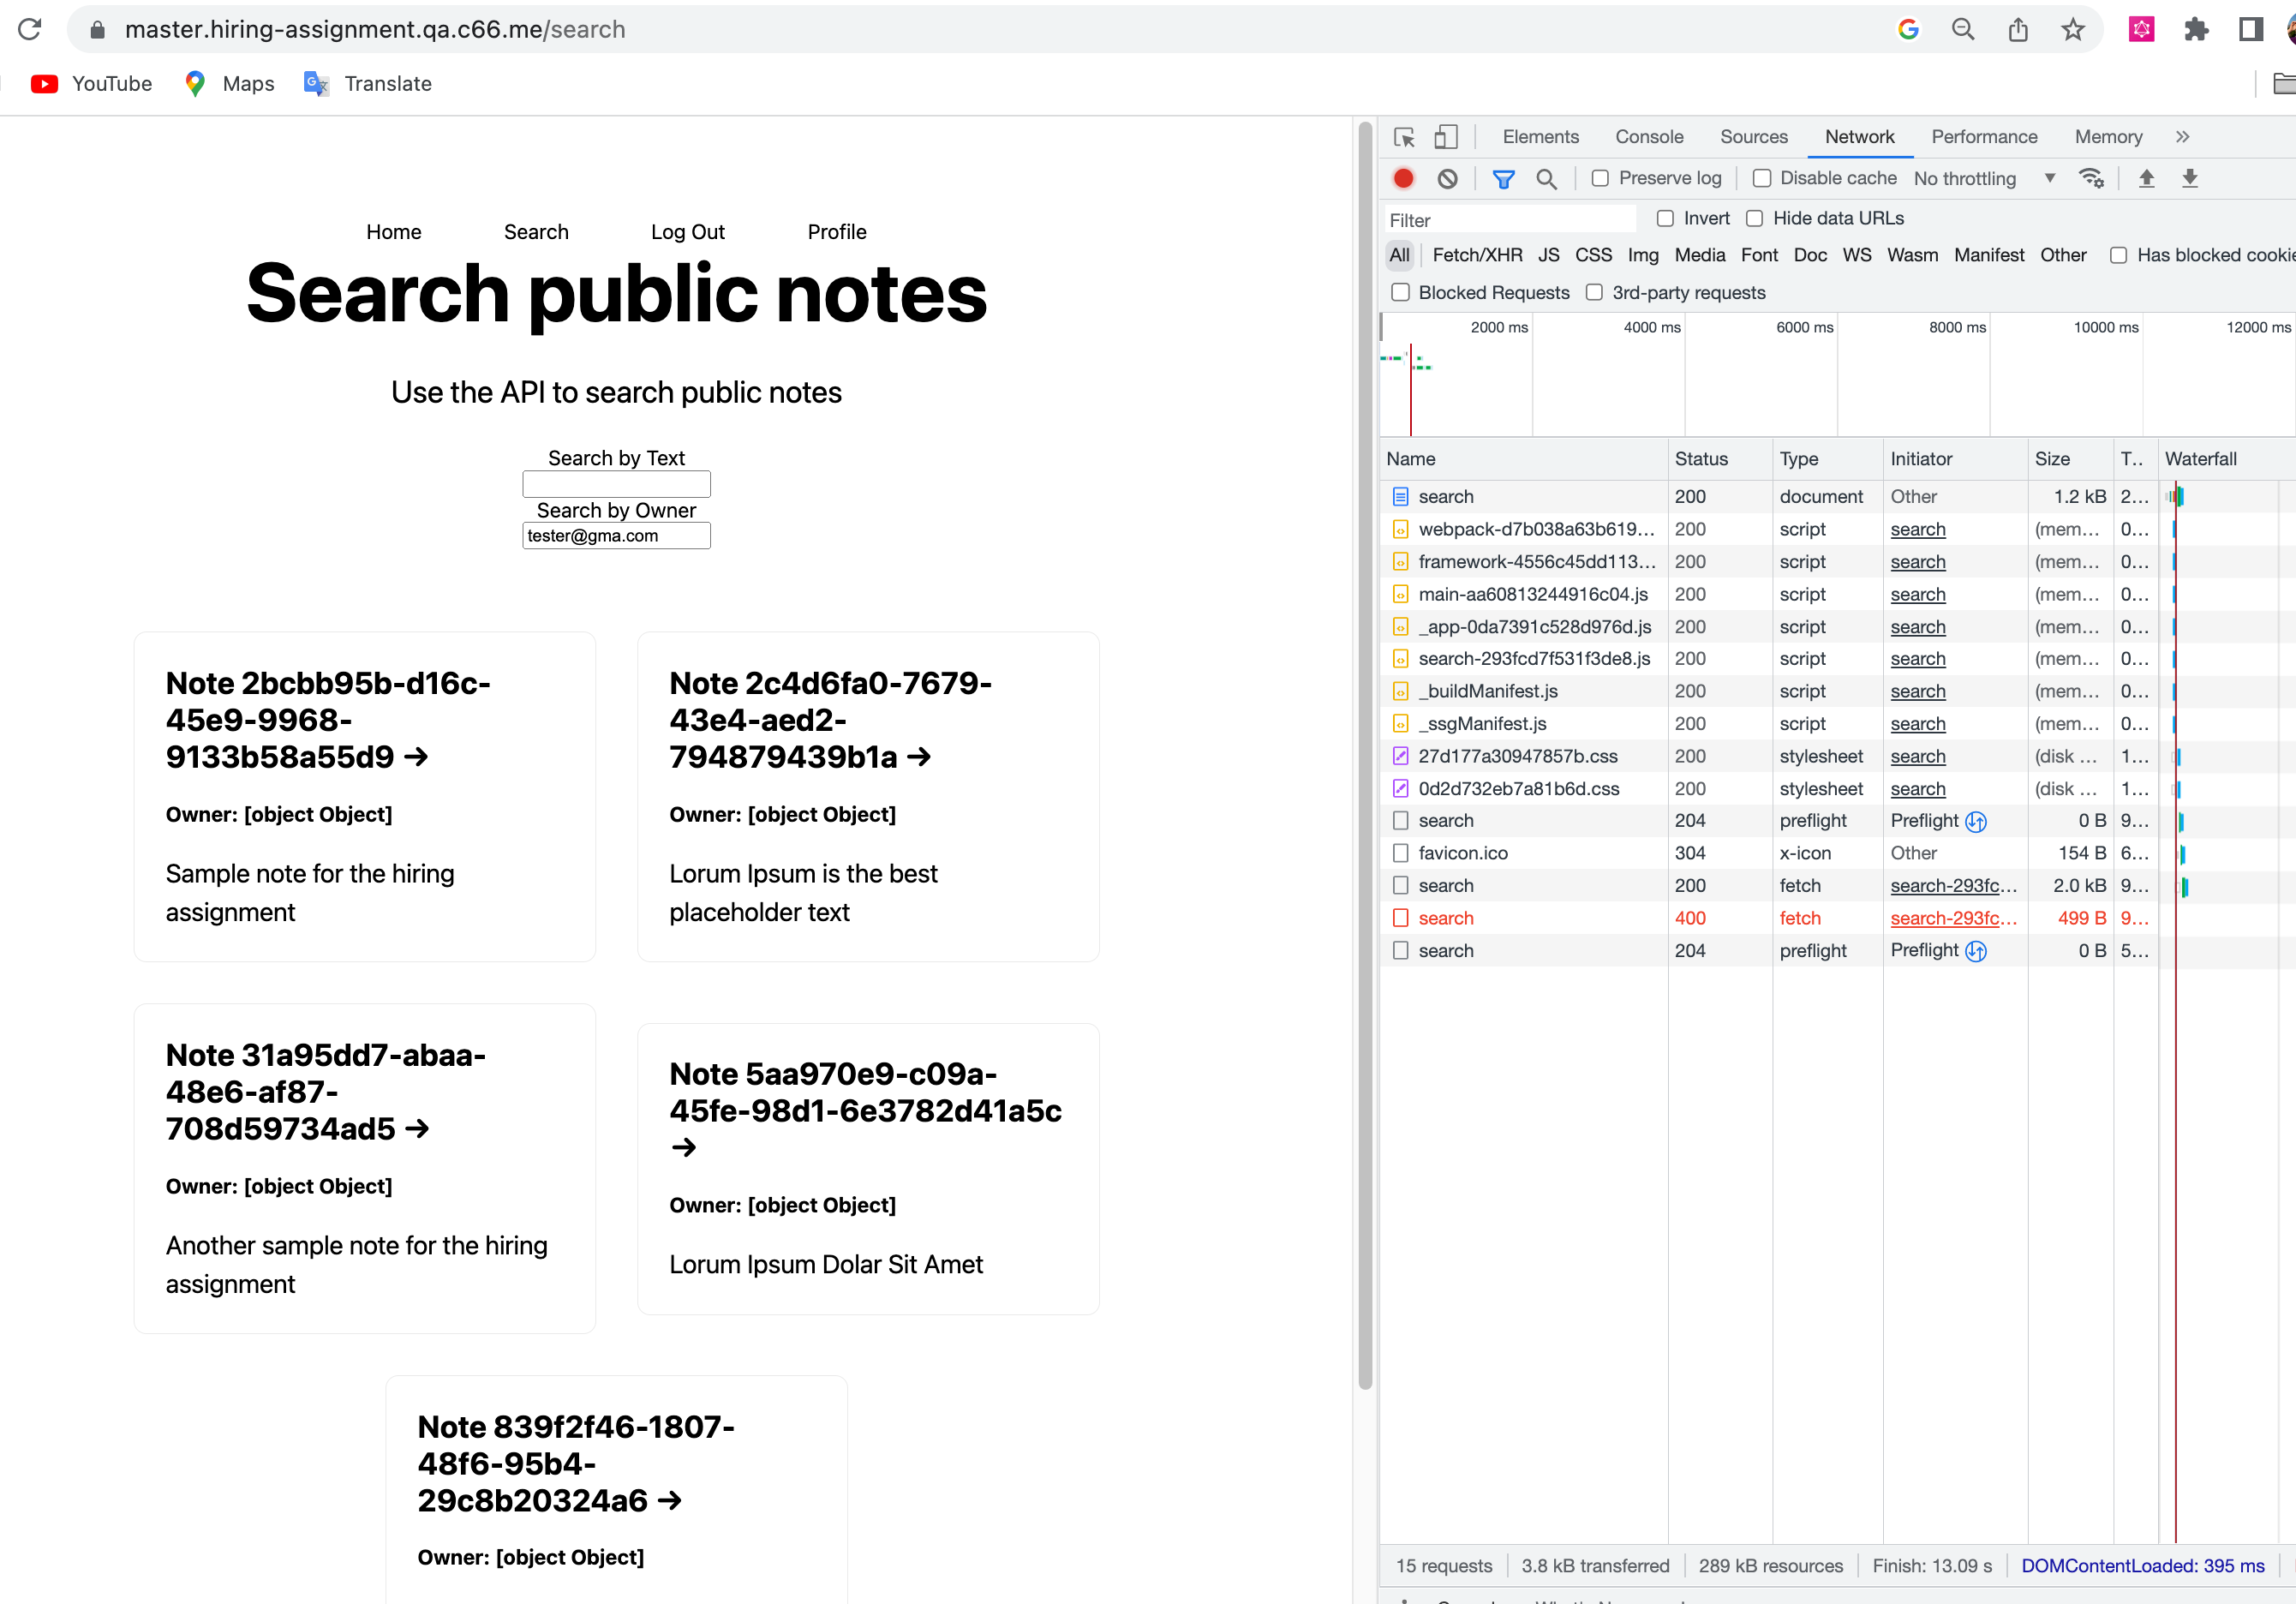 master.hiring-assignment.qa.c66.me/search
YouTube Maps Translate
Home Search Log Out Profile
Search public notes
Use the API to search public notes
Search by Text
Search by Owner
tester@gma.com
Note 2bcbb95b-d16c-
45e9-9968-
9133b58a55d9 →
Owner: [object Object]
Sample note for the hiring
assignment
Note 2c4d6fa0-7679-
43e4-aed2-
794879439b1a →
Owner: [object Object]
Lorum Ipsum is the best
placeholder text
Note 31a95dd7-abaa-
48e6-af87-
708d59734ad5 →
Owner: [object Object]
Another sample note for the hiring
assignment
Note 5aa970e9-c09a-
45fe-98d1-6e3782d41a5c
→
Owner: [object Object]
Lorum Ipsum Dolar Sit Amet
Note 839f2f46-1807-
48f6-95b4-
29c8b20324a6 →
Owner: [object Object]
Elements Console Sources Network Performance Memory »
Preserve log Disable cache No throttling
Filter Invert Hide data URLs
All Fetch/XHR JS CSS Img Media Font Doc WS Wasm Manifest Other Has blocked cookie
Blocked Requests 3rd-party requests
2000 ms 4000 ms 6000 ms 8000 ms 10000 ms 12000 ms
Name Status Type Initiator Size T.. Waterfall
search 200 document Other 1.2 kB 2...
webpack-d7b038a63b619... 200 script search (mem... 0...
framework-4556c45dd113... 200 script search (mem... 0...
main-aa60813244916c04.js 200 script search (mem... 0...
_app-0da7391c528d976d.js 200 script search (mem... 0...
search-293fcd7f531f3de8.js 200 script search (mem... 0...
_buildManifest.js 200 script search (mem... 0...
_ssgManifest.js 200 script search (mem... 0...
27d177a30947857b.css 200 stylesheet search (disk ... 1...
0d2d732eb7a81b6d.css 200 stylesheet search (disk ... 1...
search 204 preflight Preflight 0 B 9...
favicon.ico 304 x-icon Other 154 B 6...
search 200 fetch search-293fc... 2.0 kB 9...
search 400 fetch search-293fc... 499 B 9...
search 204 preflight Preflight 0 B 5...
15 requests 3.8 kB transferred 289 kB resources Finish: 13.09 s DOMContentLoaded: 395 ms